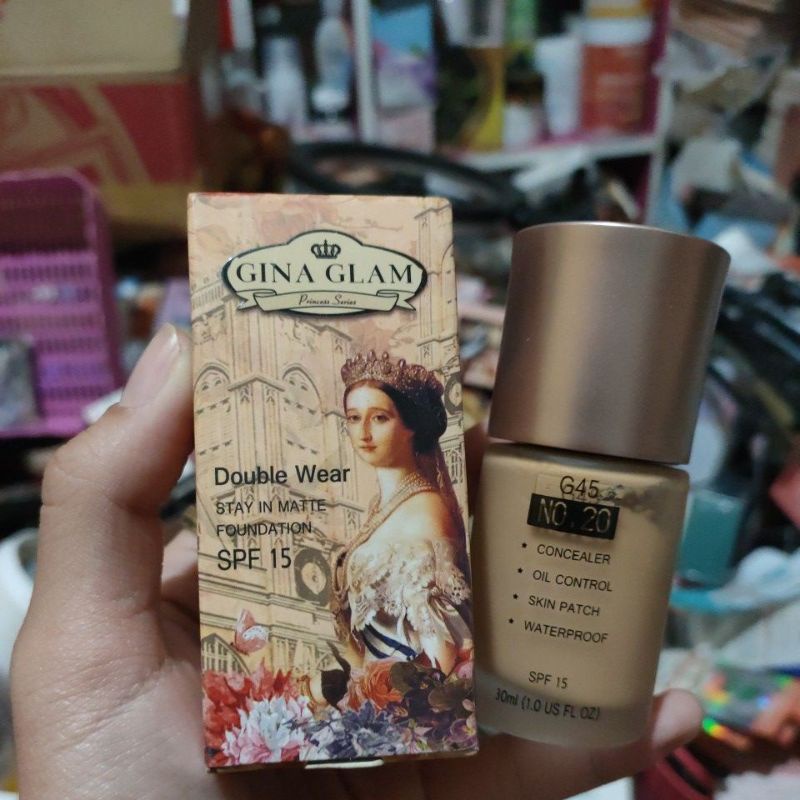 GINA GLAM
Princess Series
Double Wear
STAY IN MATTE
FOUNDATION
SPF 15
G45
NO.20
* CONCEALER
* OIL CONTROL
* SKIN PATCH
* WATERPROOF
SPF 15
30ml (1.0 US FL.OZ)